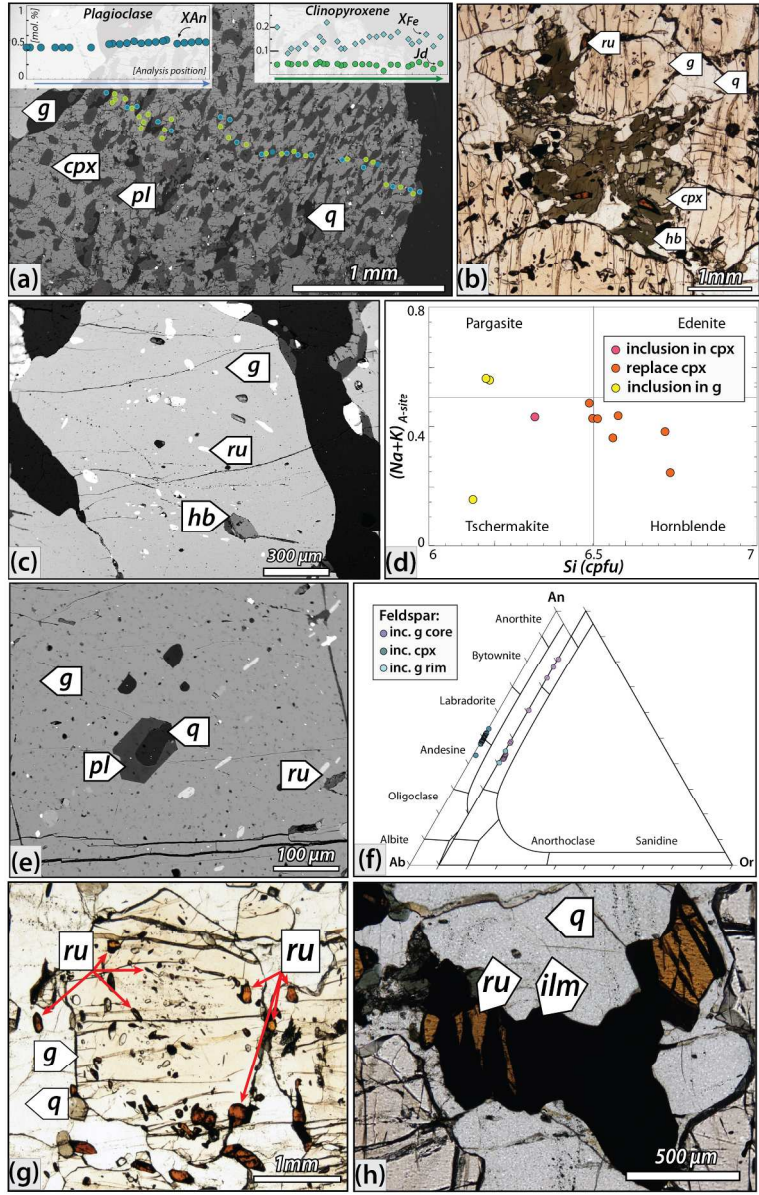 [mol. %]
Plagioclase
XAn
1
0.5
0
[Analysis position]
Clinopyroxene
XFe
0.2
0.1
Jd
g
cpx
pl
q
1 mm
(a)
ru
g
q
cpx
hb
1mm
(b)
g
ru
hb
300 µm
(c)
0.8
0.4
0
(Na+K) A-site
Pargasite
Edenite
inclusion in cpx
replace cpx
inclusion in g
Tschermakite
Hornblende
6
6.5
7
Si (cpfu)
(d)
g
q
pl
ru
100 µm
(e)
An
Feldspar:
inc. g core
inc. cpx
inc. g rim
Anorthite
Bytownite
Labradorite
Andesine
Oligoclase
Albite
Anorthoclase
Sanidine
Ab
Or
(f)
ru
ru
g
q
1mm
(g)
q
ru
ilm
500 µm
(h)